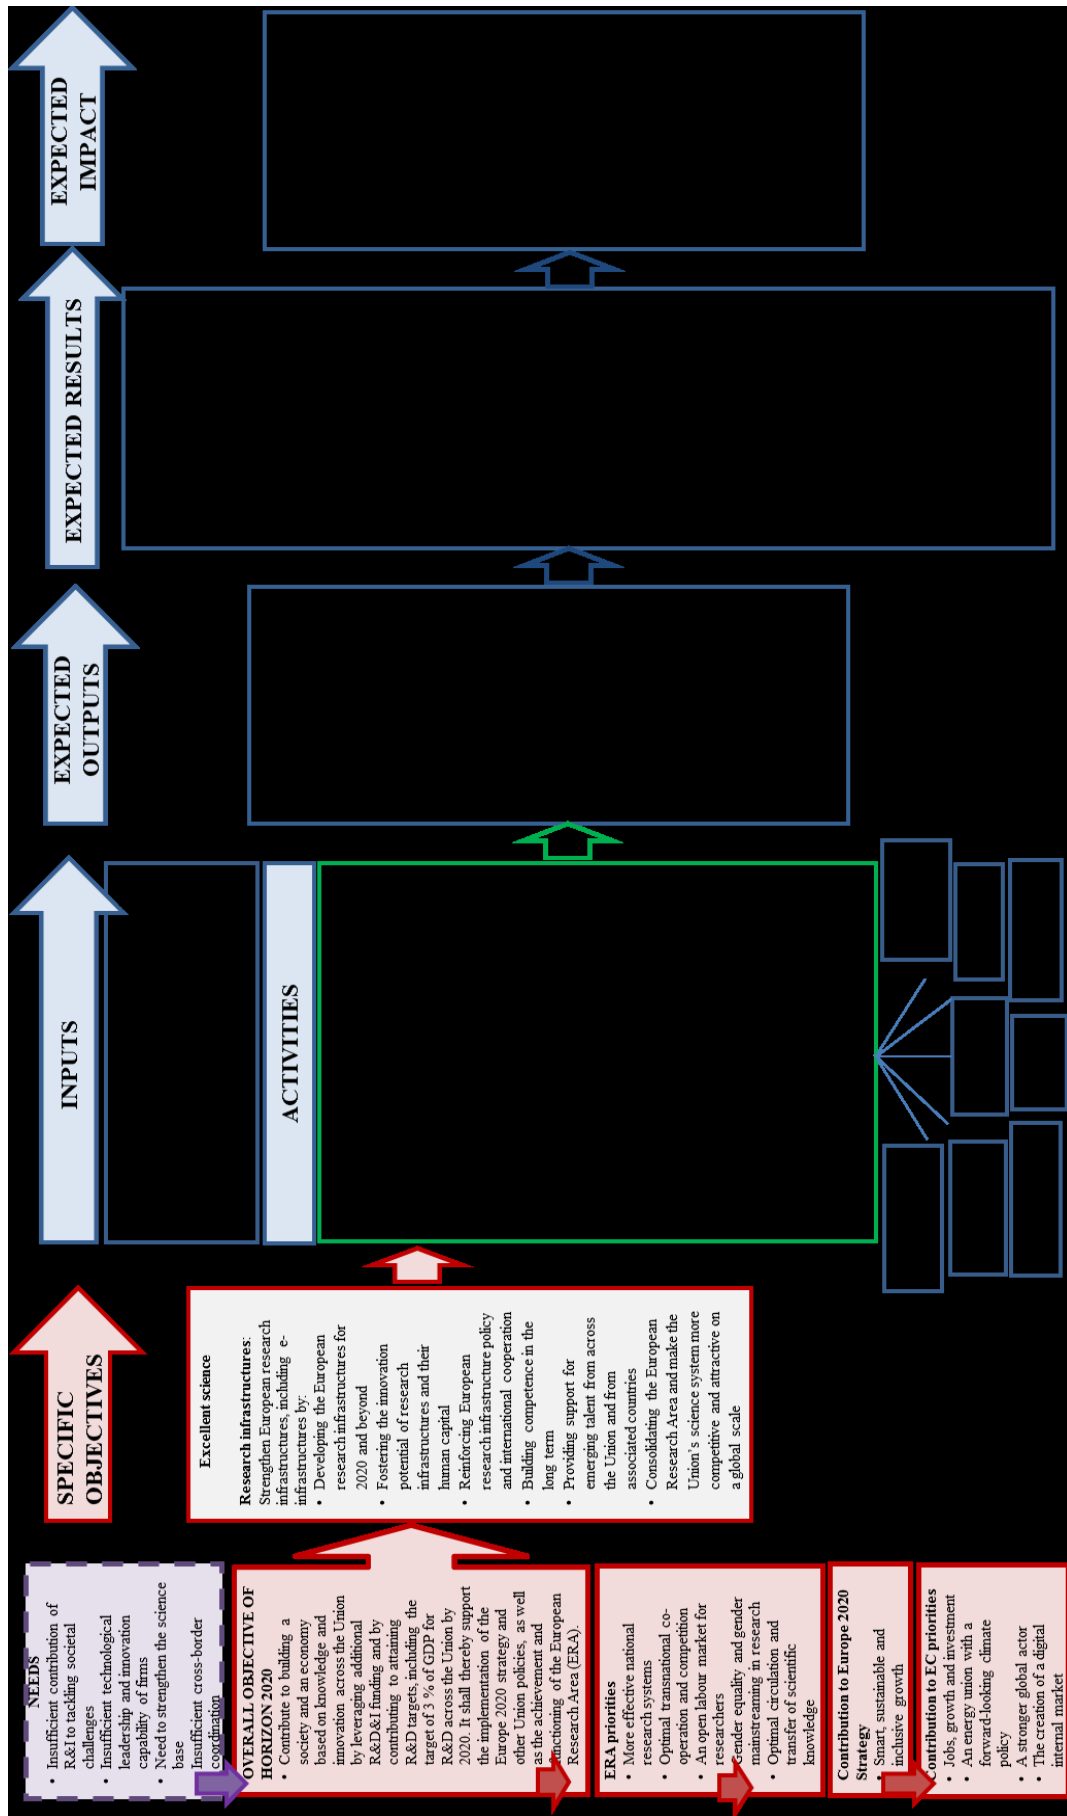 NEEDS
• Insufficient contribution of
R&I to tackling societal
challenges
• Insufficient technological
leadership and innovation
capability of firms
• Need to strengthen the science
base
Insufficient cross-border
coordination
OVERALL OBJECTIVE OF
HORIZON 2020
• Contribute to building a
society and an economy
based on knowledge and
innovation across the Union
by leveraging additional
R&D&I funding and by
contributing to attaining
R&D targets, including the
target of 3 % of GDP for
R&D across the Union by
2020. It shall thereby support
the implementation of the
Europe 2020 strategy and
other Union policies, as well
as the achievement and
functioning of the European
Research Area (ERA).
ERA priorities
• More effective national
research systems
• Optimal transnational co-
operation and competition
• An open labour market for
researchers
Gender equality and gender
mainstreaming in research
• Optimal circulation and
transfer of scientific
knowledge
Contribution to Europe 2020
Strategy
• Smart, sustainable and
inclusive growth
Contribution to EC priorities
• Jobs, growth and investment
• An energy union with a
forward-looking climate
policy
• A stronger global actor
• The creation of a digital
internal market
SPECIFIC
OBJECTIVES
Excellent science
Research infrastructures:
Strengthen European research
infrastructures, including e-
infrastructures by:
• Developing the European
research infrastructures for
2020 and beyond
• Fostering the innovation
potential of research
infrastructures and their
human capital
• Reinforcing European
research infrastructure policy
and international cooperation
• Building competence in the
long term
• Providing support for
emerging talent from across
the Union and from
associated countries
• Consolidating the European
Research Area and make the
Union's science system more
competitive and attractive on
a global scale
INPUTS
ACTIVITIES
EXPECTED
OUTPUTS
EXPECTED RESULTS
EXPECTED
IMPACT